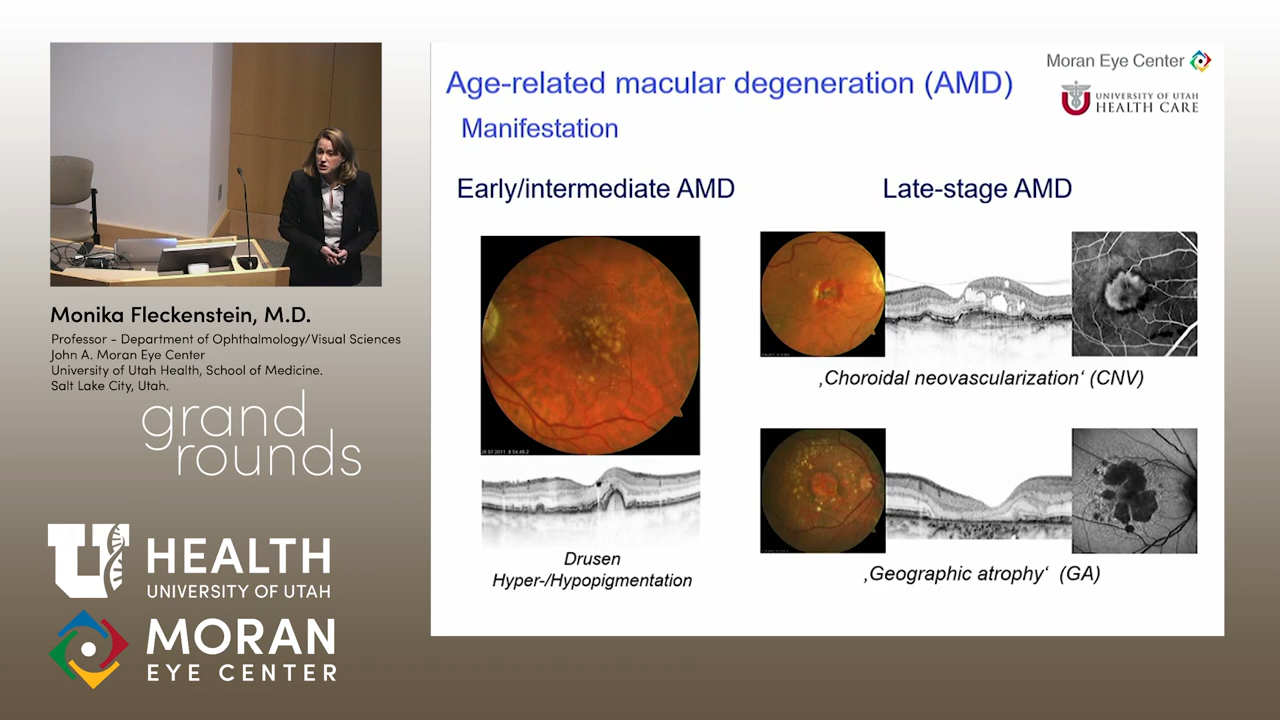 Monika Fleckenstein, M.D.
Professor - Department of Ophthalmology/Visual Sciences
John A. Moran Eye Center
University of Utah Health, School of Medicine.
Salt Lake City, Utah.
grand
rounds
U HEALTH
UNIVERSITY OF UTAH
MORAN
EYE CENTER
Moran Eye Center
UNIVERSITY OF UTAH
HEALTH CARE
Age-related macular degeneration (AMD)
Manifestation
Early/intermediate AMD
Late-stage AMD
‚Choroidal neovascularization‘ (CNV)
Drusen
Hyper-/Hypopigmentation
‚Geographic atrophy‘ (GA)